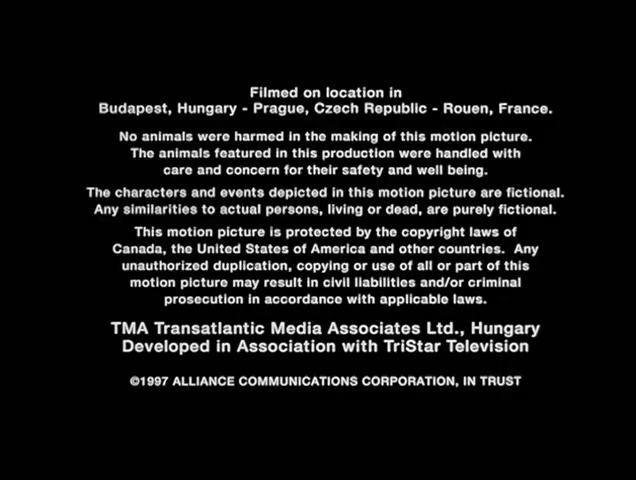 Filmed on location in
Budapest, Hungary - Prague, Czech Republic - Rouen, France.
No animals were harmed in the making of this motion picture.
The animals featured in this production were handled with
care and concern for their safety and well being.
The characters and events depicted in this motion picture are fictional.
Any similarities to actual persons, living or dead, are purely fictional.
This motion picture is protected by the copyright laws of
Canada, the United States of America and other countries. Any
unauthorized duplication, copying or use of all or part of this
motion picture may result in civil liabilities and/or criminal
prosecution in accordance with applicable laws.
TMA Transatlantic Media Associates Ltd., Hungary
Developed in Association with TriStar Television
©1997 ALLIANCE COMMUNICATIONS CORPORATION, IN TRUST